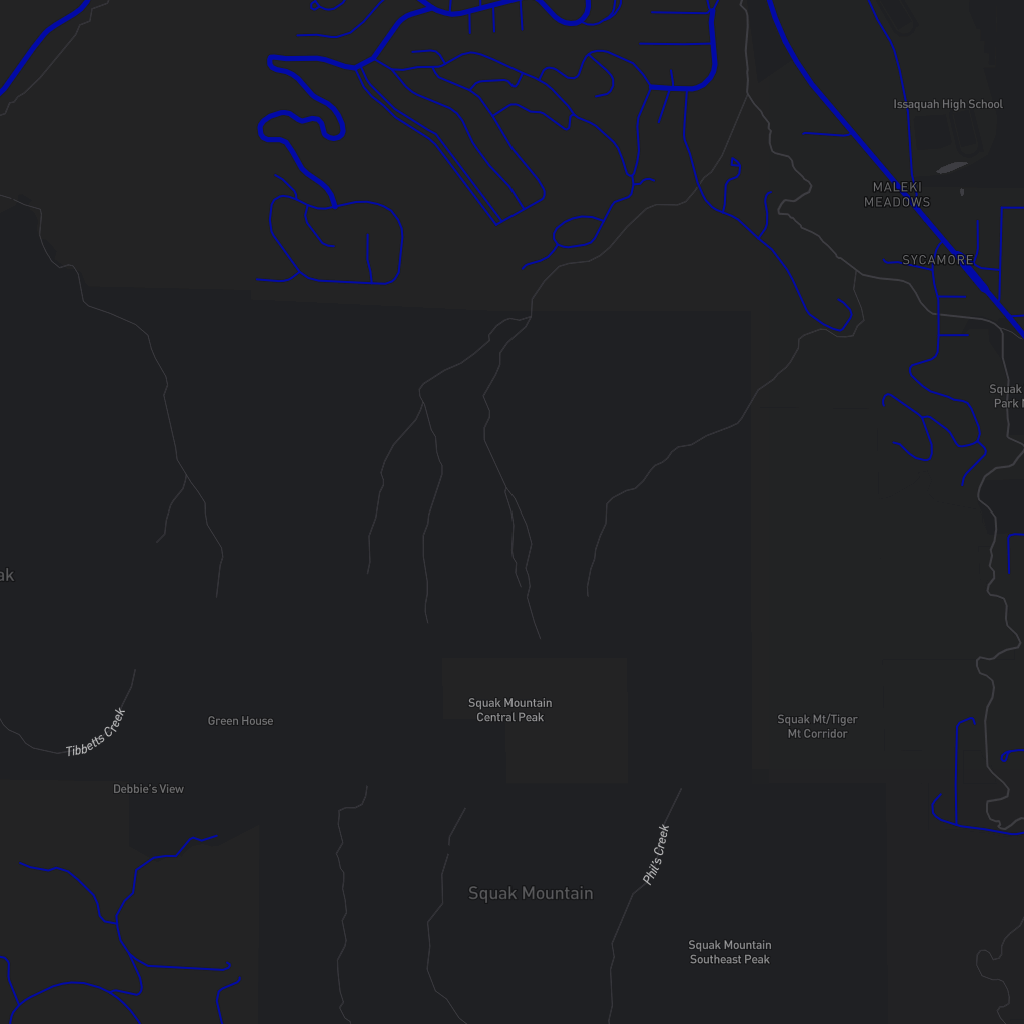 Issaquah High School
MALEKI
MEADOWS
SYCAMORE
Squak
Park
ak
Squak Mountain
Central Peak
Green House
Squak Mt/Tiger
Mt Corridor
Tibbetts Creek
Debbie's View
Phil's Creek
Squak Mountain
Squak Mountain
Southeast Peak